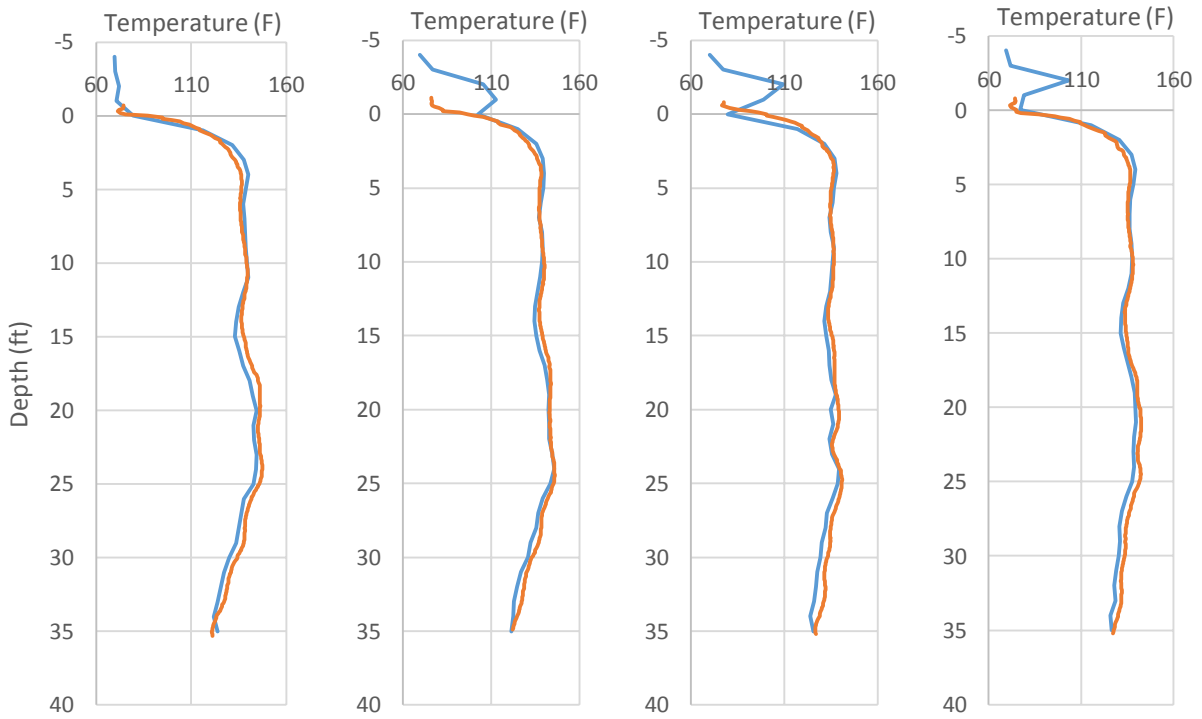 Temperature (F) Temperature (F) Temperature (F) Temperature (F)
-5 -5 -5 -5
60 110 160 60 110 160 60 110 160 60 110 160
0 0 0 0
5 5 5 5
10 10 10 10
15 15 15 15
Depth (ft)
20 20 20 20
25 25 25 25
30 30 30 30
35 35 35 35
40 40 40 40